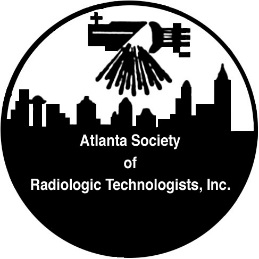 Atlanta Society
of
Radiologic Technologists, Inc.